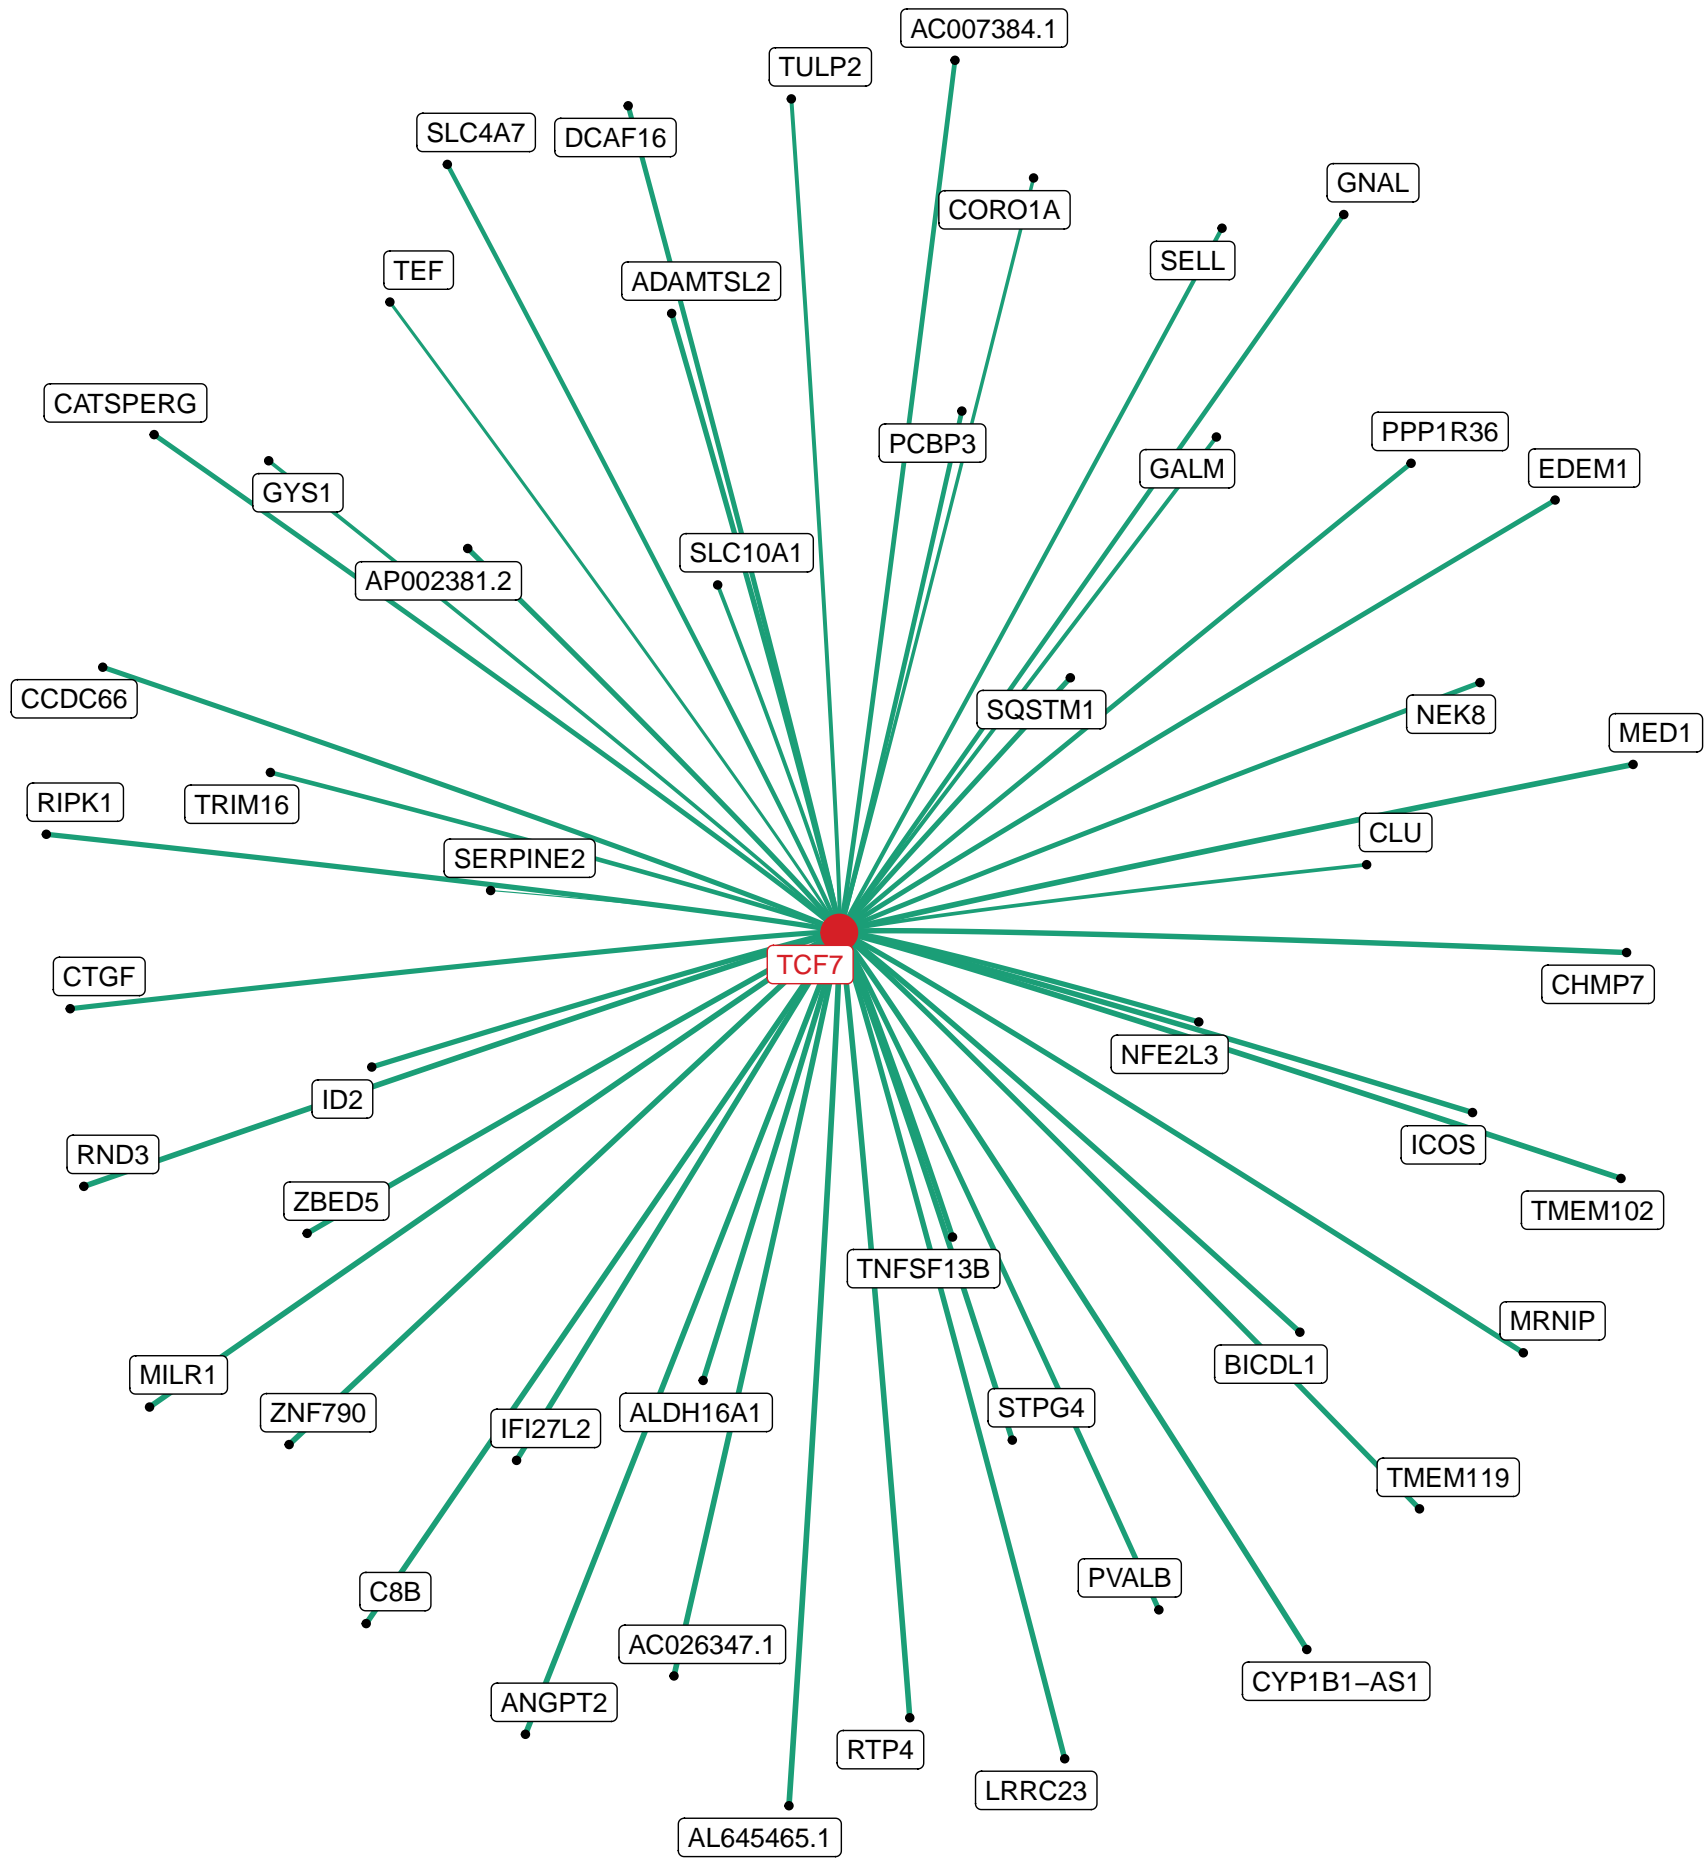 AC007384.1
TULP2
SLC4A7
DCAF16
GNAL
CORO1A
SELL
TEF
ADAMTSL2
CATSPERG
PPP1R36
PCBP3
GALM
EDEM1
GYS1
SLC10A1
AP002381.2
CCDC66
SQSTM1
NEK8
MED1
RIPK1
TRIM16
CLU
SERPINE2
TCF7
CTGF
CHMP7
NFE2L3
ID2
ICOS
RND3
ZBED5
TMEM102
TNFSF13B
MRNIP
BICDL1
MILR1
STPG4
ZNF790
ALDH16A1
IFI27L2
TMEM119
PVALB
C8B
AC026347.1
CYP1B1−AS1
ANGPT2
RTP4
LRRC23
AL645465.1